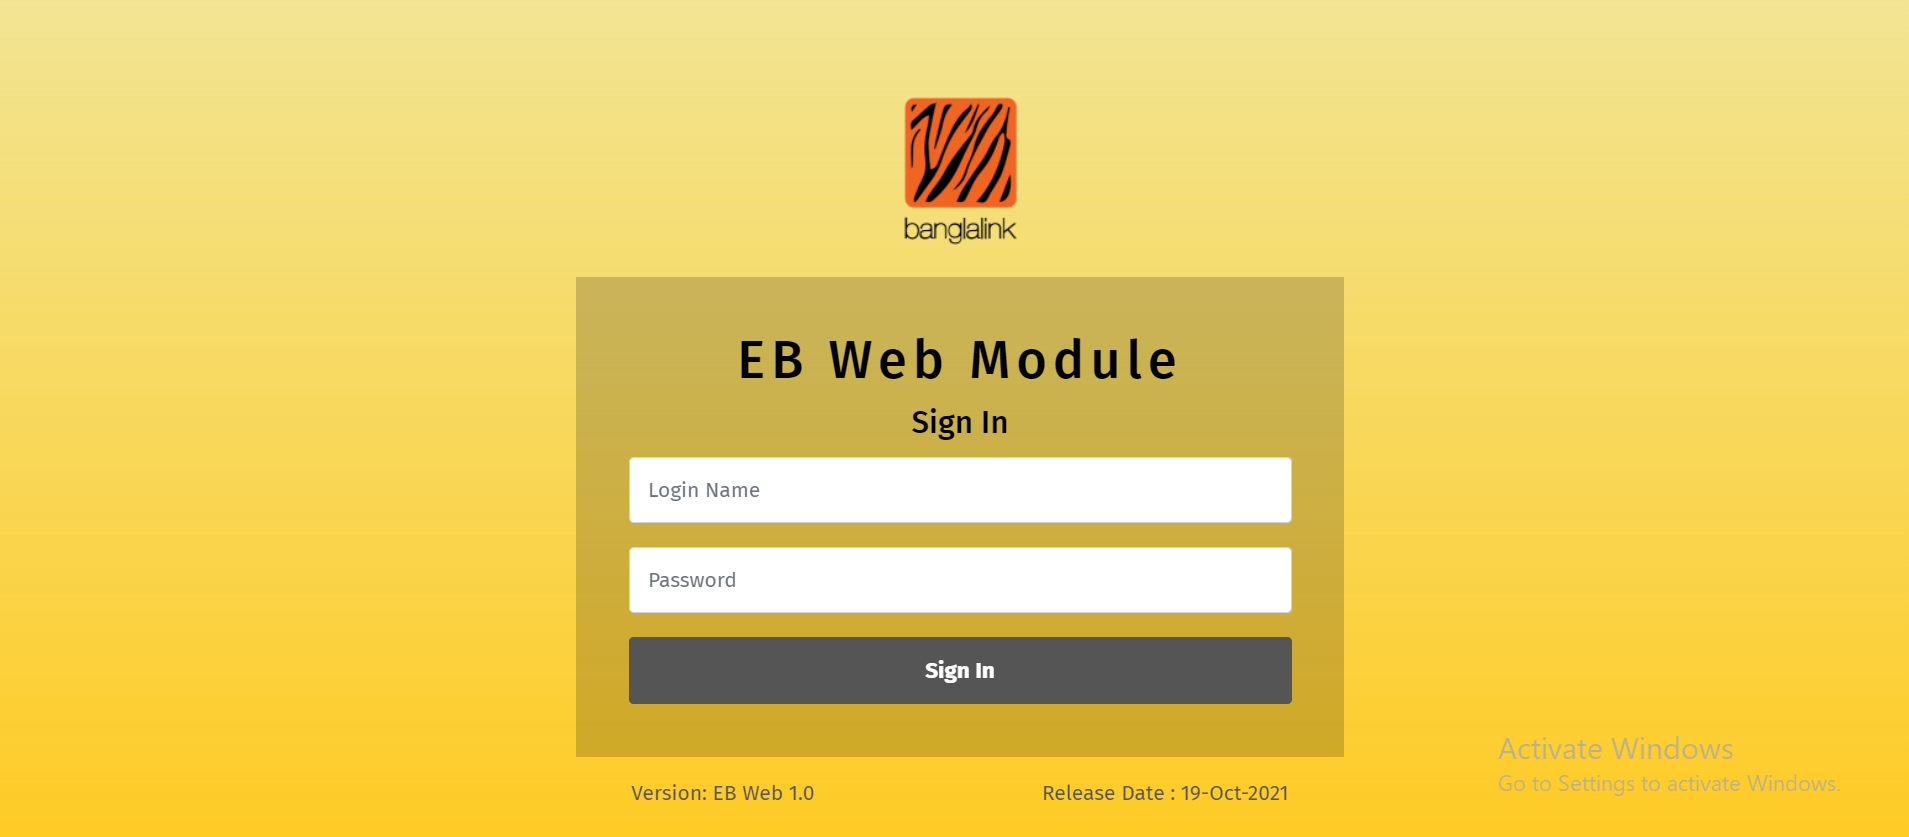 banglalink
EB Web Module
Sign In
Login Name
Password
Sign In
Version: EB Web 1.0
Release Date : 19-Oct-2021
Activate Windows
Go to Settings to activate Windows.